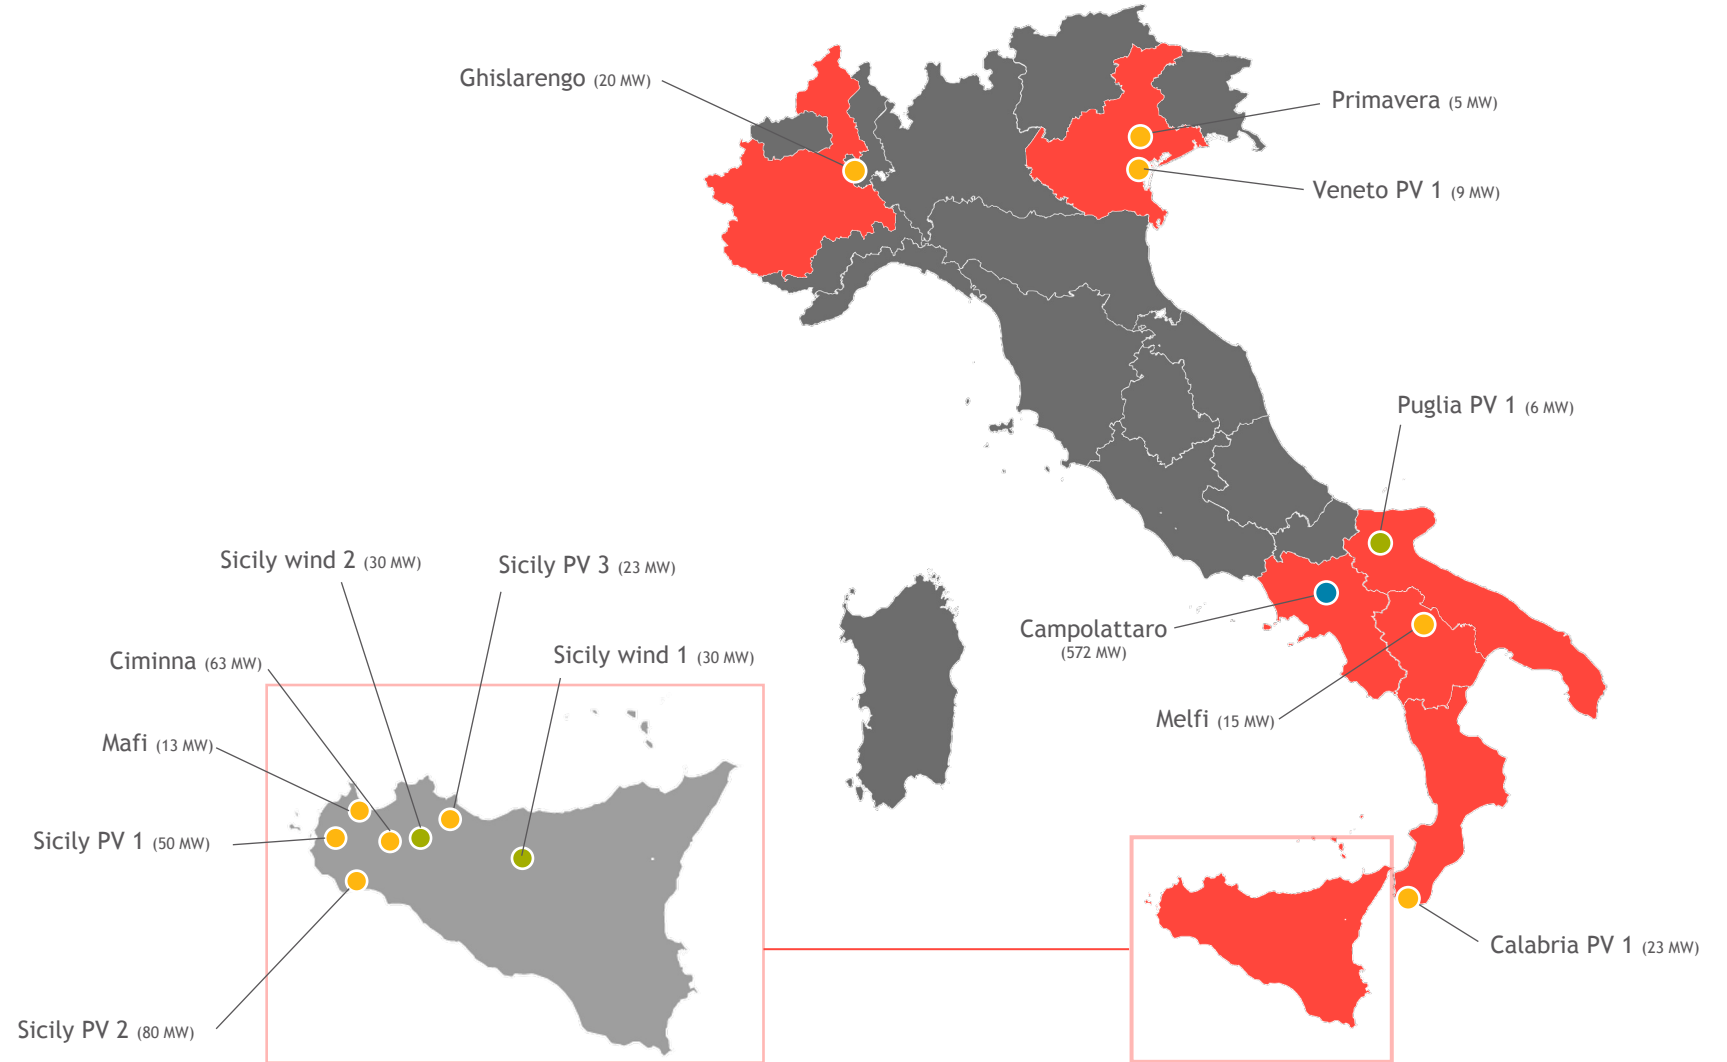 Ghislarengo (20 MW)
Primavera (5 MW)
Veneto PV 1 (9 MW)
Puglia PV 1 (6 MW)
Sicily wind 2 (30 MW)
Sicily PV 3 (23 MW)
Campolattaro
(572 MW)
Ciminna (63 MW)
Sicily wind 1 (30 MW)
Melfi (15 MW)
Mafi (13 MW)
Sicily PV 1 (50 MW)
Calabria PV 1 (23 MW)
Sicily PV 2 (80 MW)